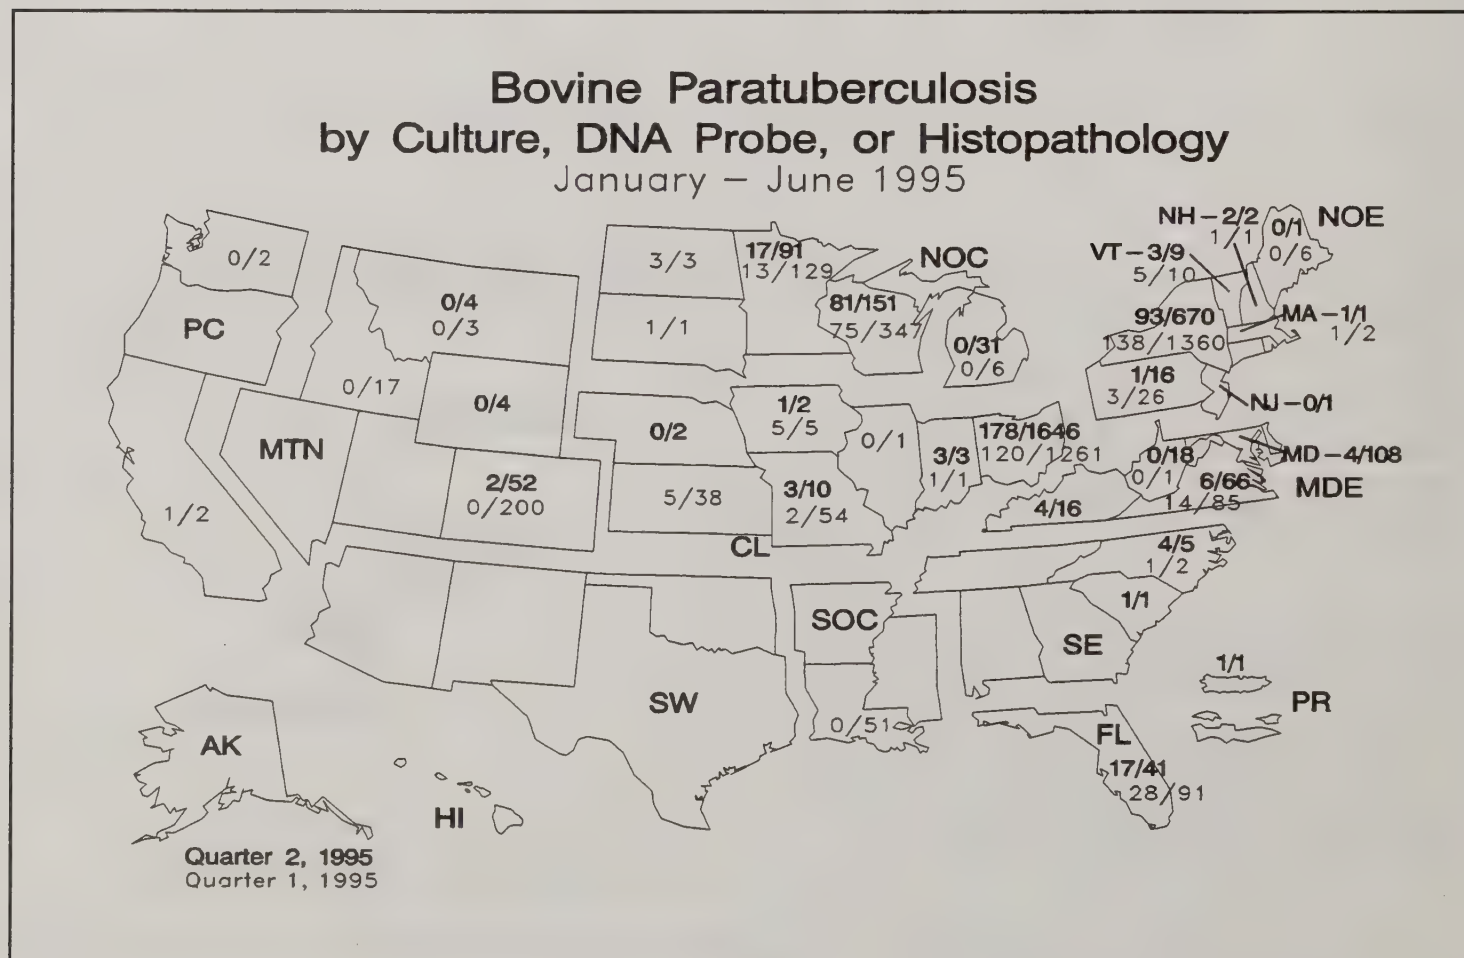 Bovine Paratuberculosis
by Culture, DNA Probe, or Histopathology
January – June 1995
NH – 2/2
1/1
0/1
0/6
NOE
VT – 3/9
5/10
0/2
3/3
17/91
13/129
NOC
0/4
0/3
PC
1/1
81/151
75/347
93/670
138/1360
MA – 1/1
1/2
0/31
0/6
0/17
0/4
1/16
3/26
NJ – 0/1
MTN
0/2
1/2
5/5
0/1
3/3
1/1
178/1646
120/1261
0/18
0/1
MD – 4/108
6/66
14/85
MDE
1/2
2/52
0/200
5/38
3/10
2/54
4/16
CL
4/5
1/2
SOC
1/1
SE
SW
0/51
1/1
PR
AK
FL
17/41
28/91
HI
Quarter 2, 1995
Quarter 1, 1995